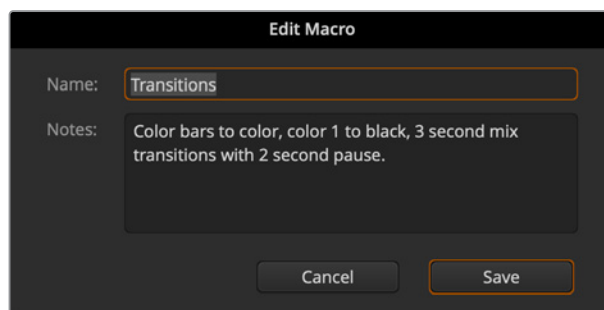 Edit Macro
Name: Transitions
Notes: Color bars to color, color 1 to black, 3 second mix
transitions with 2 second pause.
Cancel Save